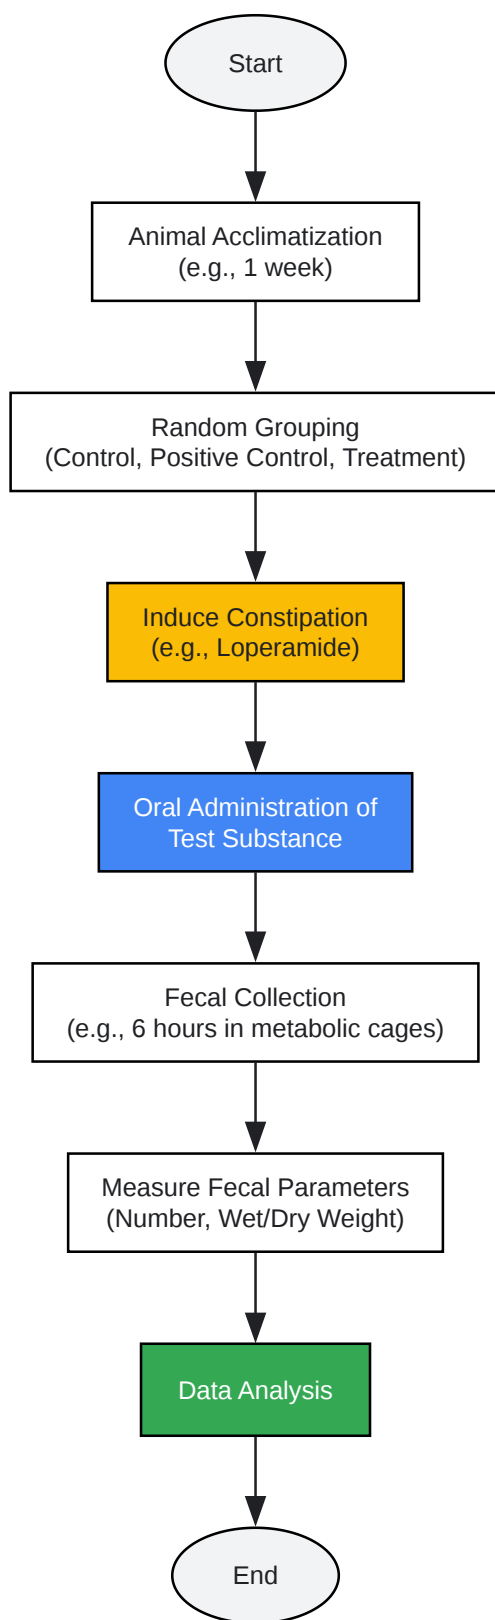 Start
Animal Acclimatization
(e.g., 1 week)
Random Grouping
(Control, Positive Control, Treatment)
Induce Constipation
(e.g., Loperamide)
Oral Administration of
Test Substance
Fecal Collection
(e.g., 6 hours in metabolic cages)
Measure Fecal Parameters
(Number, Wet/Dry Weight)
Data Analysis
End